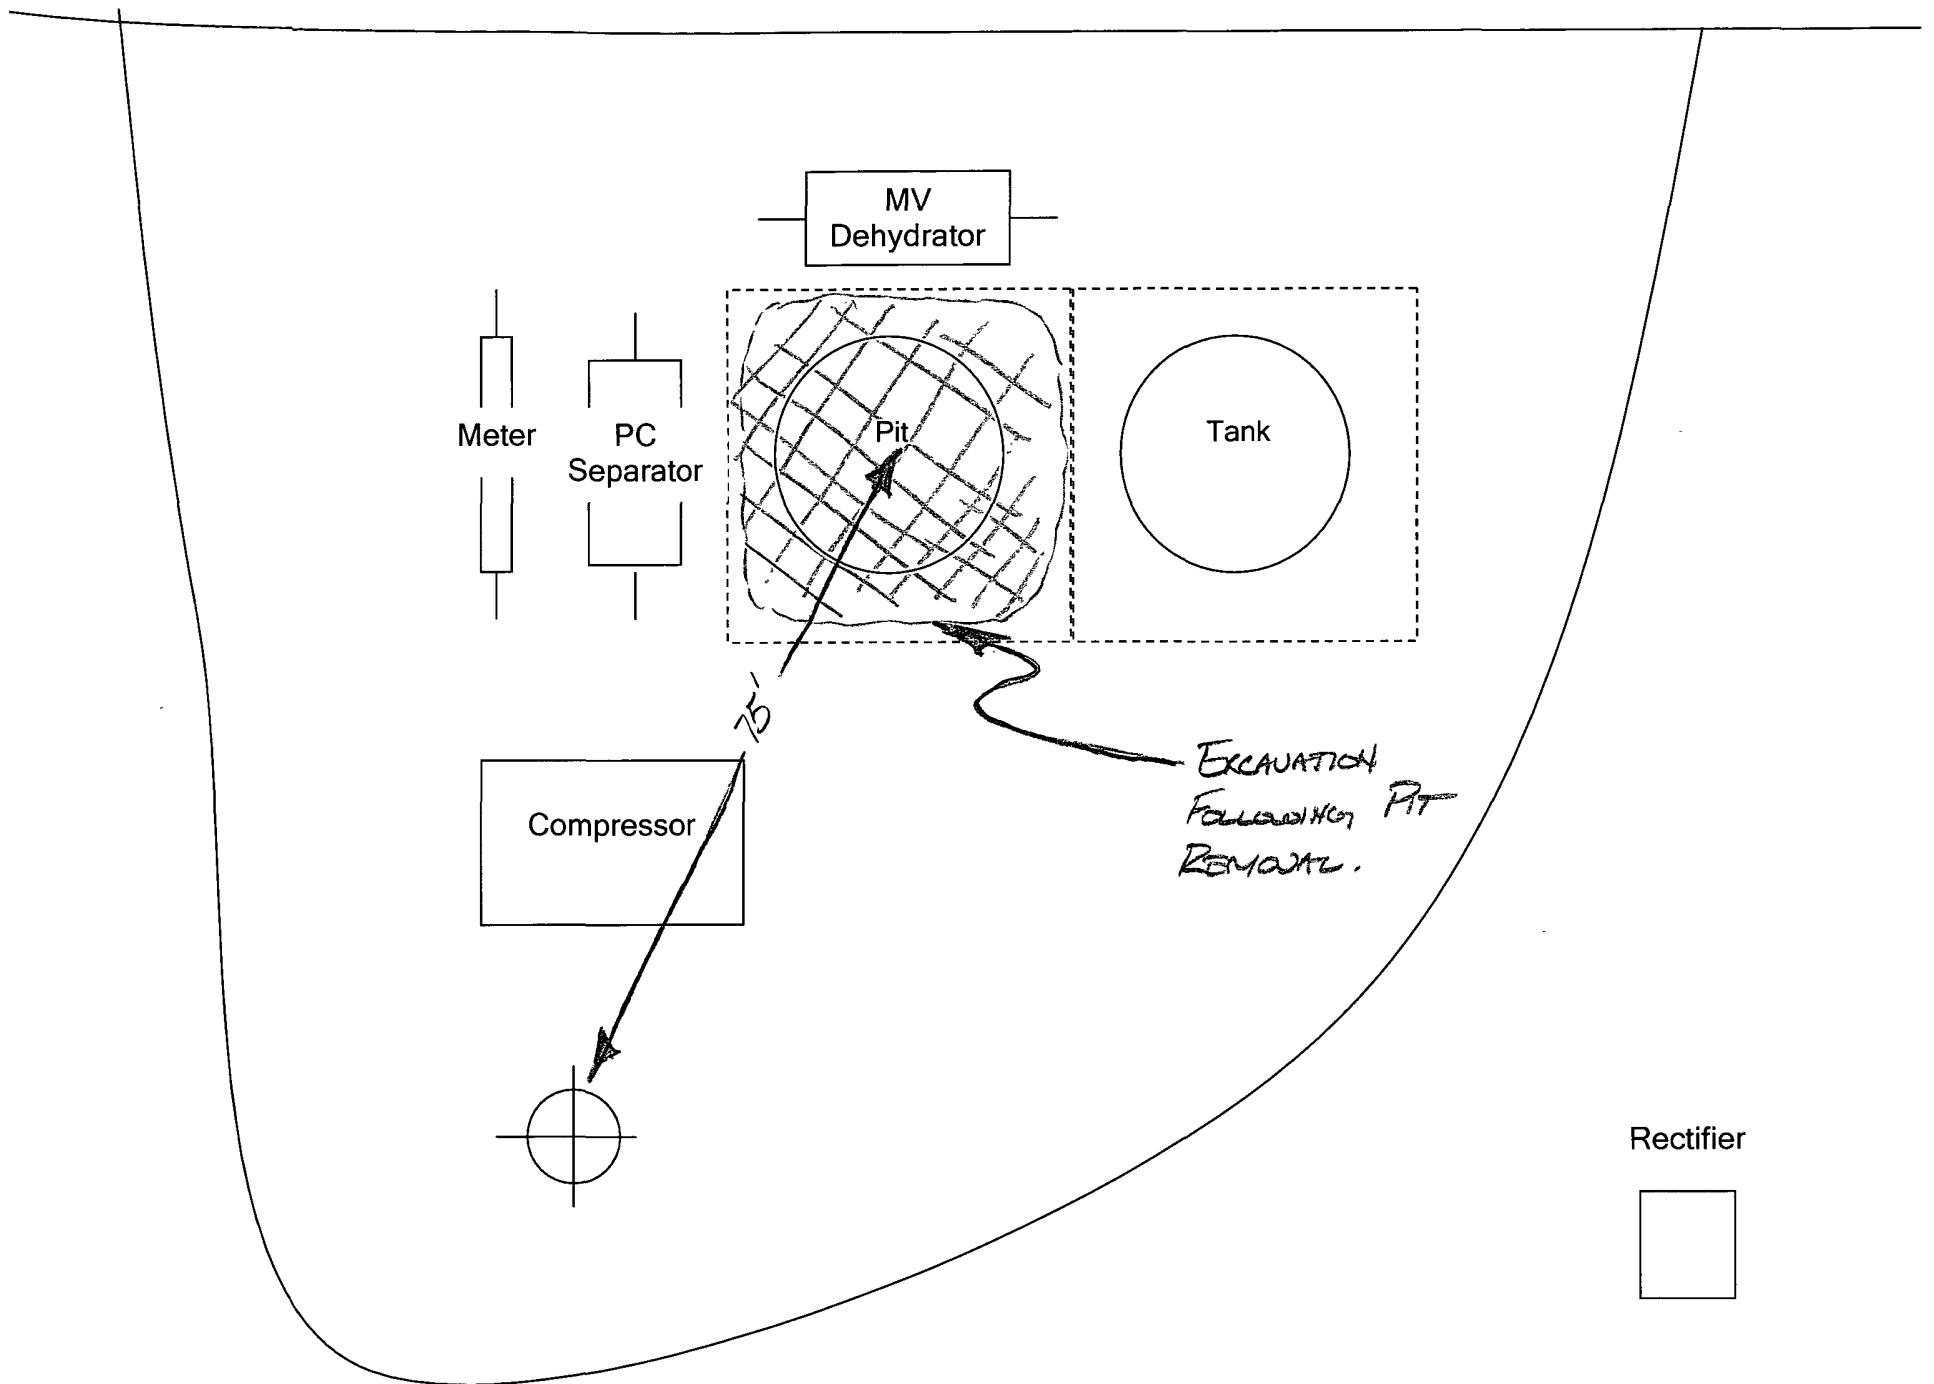 MV
Dehydrator
Meter
PC
Separator
Pit
Tank
75'
EXCAVATION
FOLLOWING PIT
REMOVAL.
Compressor
Rectifier